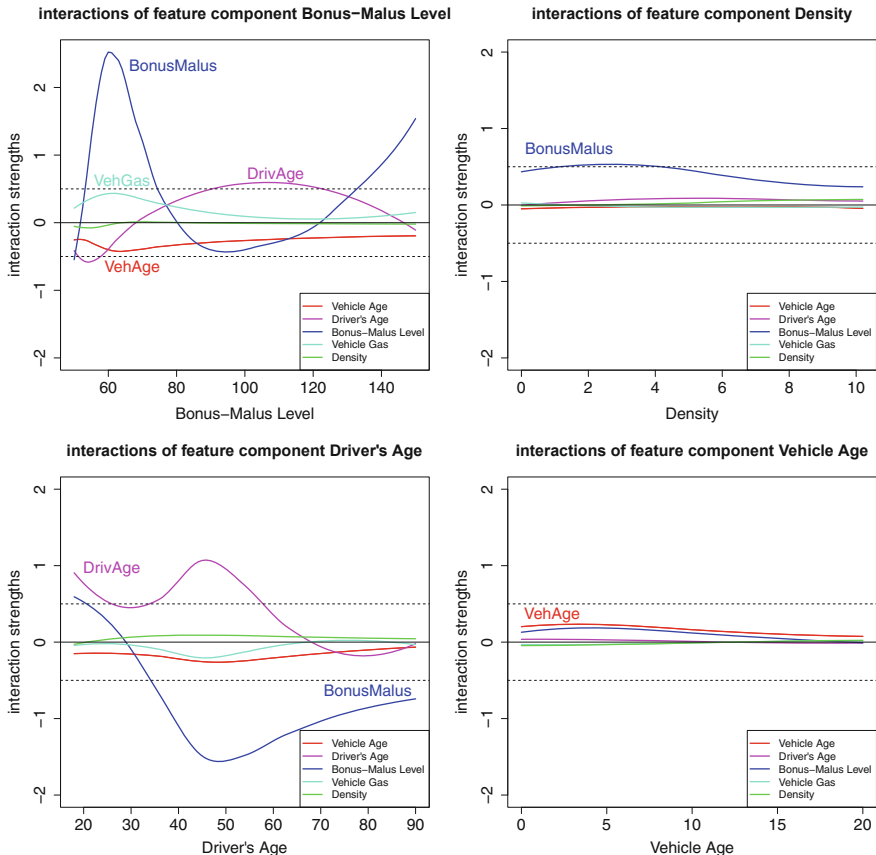 interactions of feature component Bonus−Malus Level
interaction strengths
2
1
0
−1
−2
BonusMalus
VehGas
DrivAge
VehAge
Vehicle Age
Driver's Age
Bonus−Malus Level
Vehicle Gas
Density
60 80 100 120 140
Bonus−Malus Level
interactions of feature component Density
interaction strengths
2
1
0
−1
−2
BonusMalus
Vehicle Age
Driver's Age
Bonus−Malus Level
Vehicle Gas
Density
0 2 4 6 8 10
Density
interactions of feature component Driver's Age
interaction strengths
2
1
0
−1
−2
DrivAge
BonusMalus
Vehicle Age
Driver's Age
Bonus−Malus Level
Vehicle Gas
Density
20 30 40 50 60 70 80 90
Driver's Age
interactions of feature component Vehicle Age
interaction strengths
2
1
0
−1
−2
VehAge
Vehicle Age
Driver's Age
Bonus−Malus Level
Vehicle Gas
Density
0 5 10 15 20
Vehicle Age